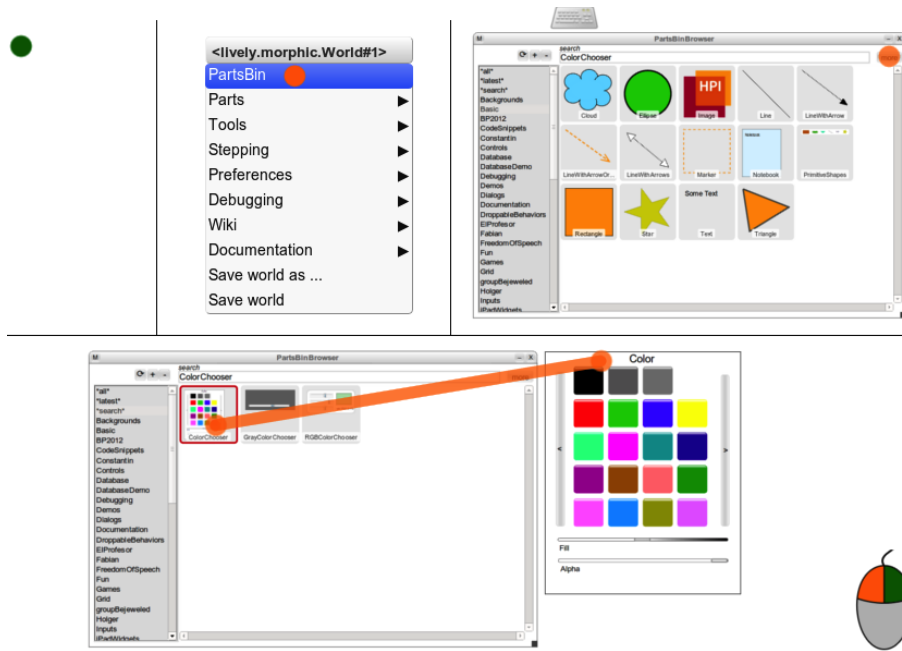 <lively.morphic.World#1>
PartsBin
Parts
Tools
Stepping
Preferences
Debugging
Wiki
Documentation
Save world as ...
Save world
M PartsBinBrowser – X
search
+ -
ColorChooser
more
*all*
*latest*
*search*
Backgrounds
Basic
BP2012
CodeSnippets
Constantin
Controls
Database
DatabaseDemo
Debugging
Demos
Dialogs
Documentation
DroppableBehaviors
ElProfesor
Fabian
FreedomOfSpeech
Fun
Games
Grid
groupBejeweled
Holger
Inputs
iPadWidgets
HPI
Cloud
Ellipse
Image
Line
LineWithArrow
LineWithArrowOr...
LineWithArrows
Marker
Notebook
PrimitiveShapes
Some Text
Rectangle
Star
Text
Triangle
M PartsBinBrowser – X
search
+ -
ColorChooser
more
*all*
*latest*
*search*
Backgrounds
Basic
BP2012
CodeSnippets
Constantin
Controls
Database
DatabaseDemo
Debugging
Demos
Dialogs
Documentation
DroppableBehaviors
ElProfesor
Fabian
FreedomOfSpeech
Fun
Games
Grid
groupBejeweled
Holger
Inputs
iPadWidgets
ColorChooser
GrayColorChooser
RGBColorChooser
Color
<
>
Fill
Alpha